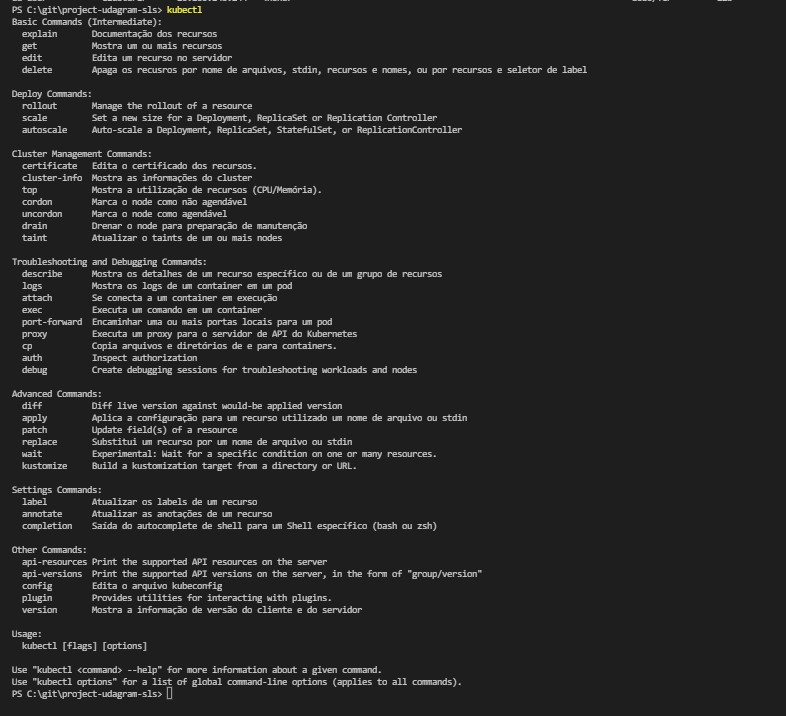 PS C:\git\project-udagram-sls> kubectl
Basic Commands (Intermediate):
  explain       Documentação dos recursos
  get           Mostra um ou mais recursos
  edit          Edita um recurso no servidor
  delete        Apaga os recusros por nome de arquivos, stdin, recursos e nomes, ou por recursos e seletor de label

Deploy Commands:
  rollout       Manage the rollout of a resource
  scale         Set a new size for a Deployment, ReplicaSet or Replication Controller
  autoscale     Auto-scale a Deployment, ReplicaSet, StatefulSet, or ReplicationController

Cluster Management Commands:
  certificate   Edita o certificado dos recursos.
  cluster-info  Mostra as informações do cluster
  top           Mostra a utilização de recursos (CPU/Memória).
  cordon        Marca o node como não agendável
  uncordon      Marca o node como agendável
  drain         Drenar o node para preparação de manutenção
  taint         Atualizar o taints de um ou mais nodes

Troubleshooting and Debugging Commands:
  describe      Mostra os detalhes de um recurso específico ou de um grupo de recursos
  logs          Mostra os logs de um container em um pod
  attach        Se conecta a um container em execução
  exec          Executa um comando em um container
  port-forward  Encaminhar uma ou mais portas locais para um pod
  proxy         Executa um proxy para o servidor de API do Kubernetes
  cp            Copia arquivos e diretórios de e para containers.
  auth          Inspect authorization
  debug         Create debugging sessions for troubleshooting workloads and nodes

Advanced Commands:
  diff          Diff live version against would-be applied version
  apply         Aplica a configuração para um recurso utilizado um nome de arquivo ou stdin
  patch         Update field(s) of a resource
  replace       Substitui um recurso por um nome de arquivo ou stdin
  wait          Experimental: Wait for a specific condition on one or many resources.
  kustomize     Build a kustomization target from a directory or URL.

Settings Commands:
  label         Atualizar os labels de um recurso
  annotate      Atualizar as anotações de um recurso
  completion    Saída do autocomplete de shell para um Shell específico (bash ou zsh)

Other Commands:
  api-resources Print the supported API resources on the server
  api-versions  Print the supported API versions on the server, in the form of "group/version"
  config        Edita o arquivo kubeconfig
  plugin        Provides utilities for interacting with plugins.
  version       Mostra a informação de versão do cliente e do servidor

Usage:
  kubectl [flags] [options]

Use "kubectl <command> --help" for more information about a given command.
Use "kubectl options" for a list of global command-line options (applies to all commands).
PS C:\git\project-udagram-sls>